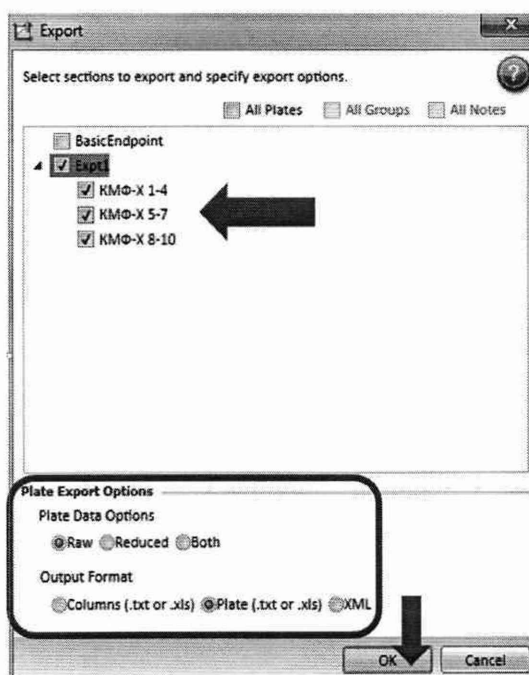 Export
X
Select sections to export and specify export options.
?
All Plates All Groups All Notes
BasicEndpoint
Expt1
КМФ-Х 1-4
КМФ-Х 5-7
КМФ-Х 8-10
Plate Export Options
Plate Data Options
Raw Reduced Both
Output Format
Columns (.txt or .xls) Plate (.txt or .xls) XML
OK Cancel